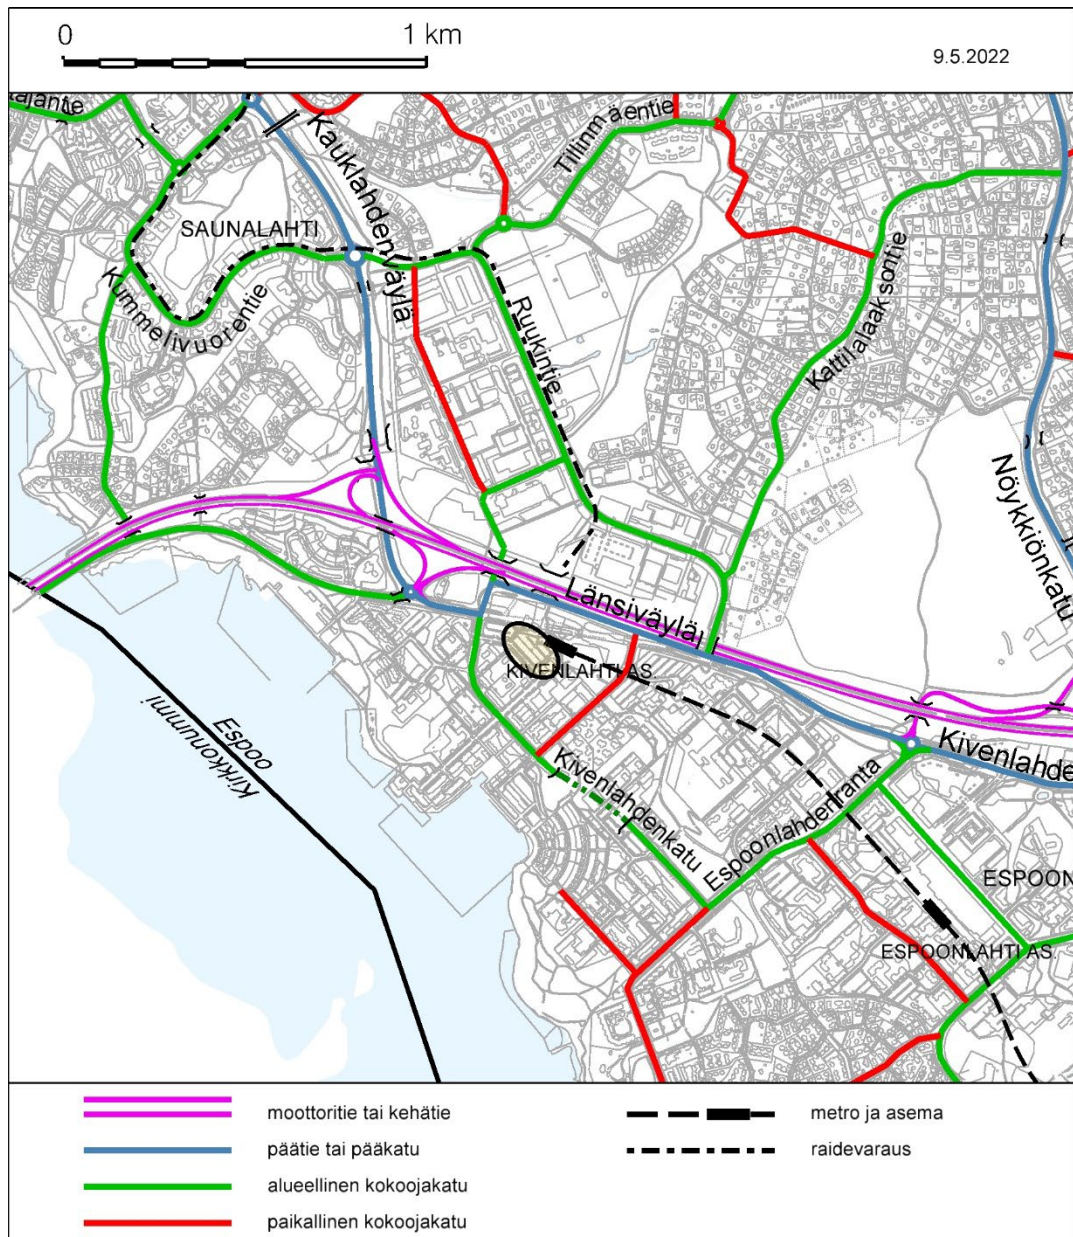 0
1 km
9.5.2022
tajantie
Kauklahdenväylä
Tillinmäentie
SAUNALAHTI
Kummelivuorentie
Ruukintie
Kattilalaaksontie
Nöykkiönkatu
Länsiväylä
KIVENLAHTI AS.
Espoo
Kirkkonummi
Kivenlahde
Kivenlahdenkatu
Espoonlahdenranta
ESPOON
ESPOONLAHTI AS.
moottoritie tai kehätie
metro ja asema
päätie tai pääkatu
raidevaraus
alueellinen kokoojakatu
paikallinen kokoojakatu